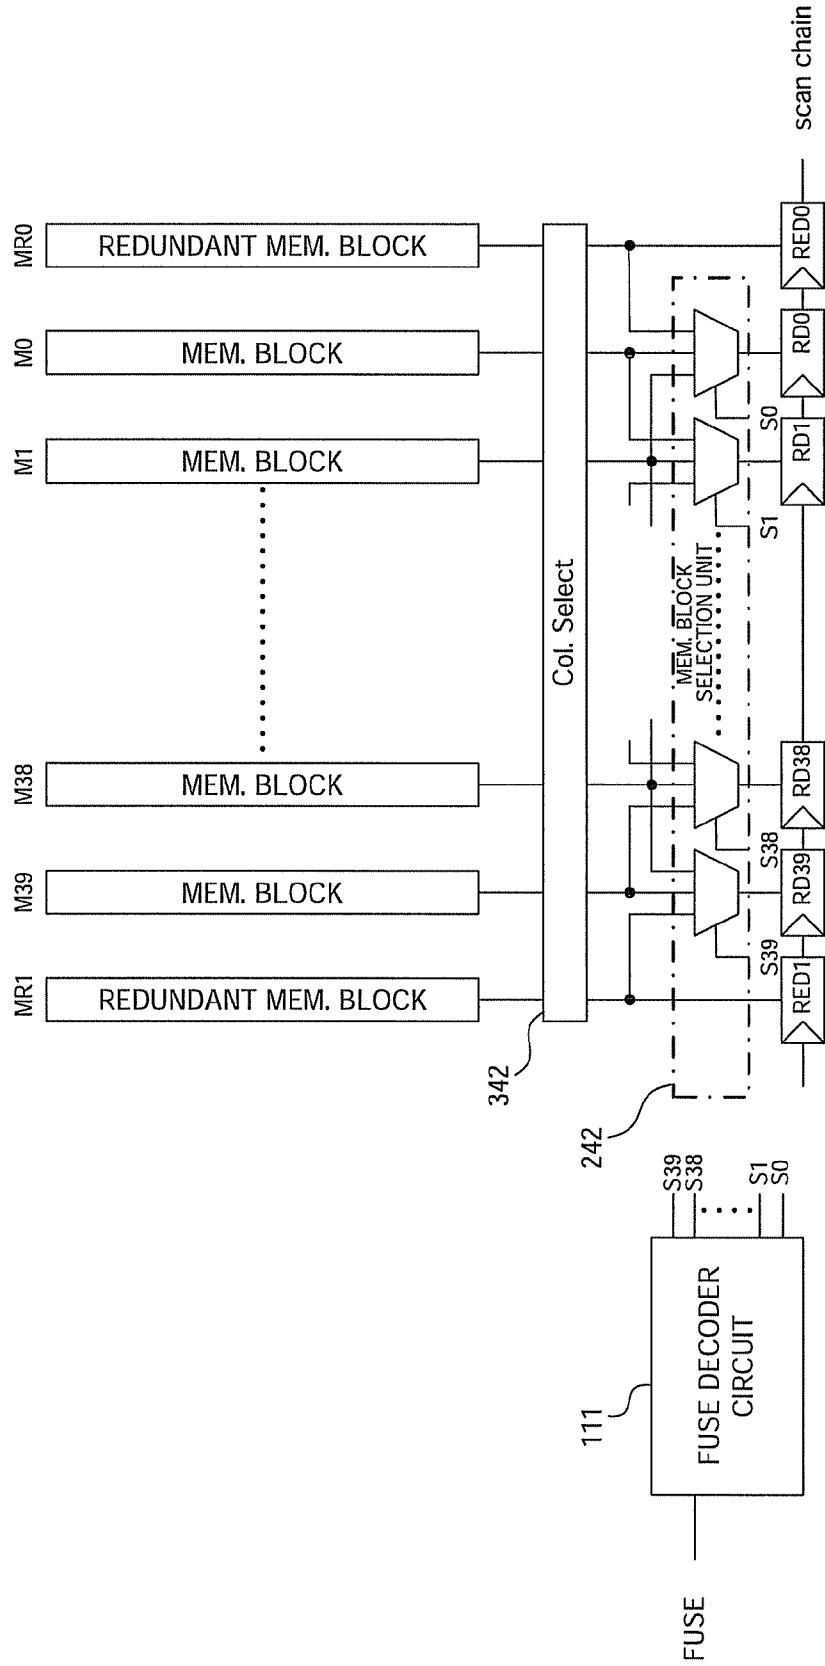 MR1
M39
M38
M1
M0
MR0
REDUNDANT MEM. BLOCK
MEM. BLOCK
MEM. BLOCK
MEM. BLOCK
MEM. BLOCK
REDUNDANT MEM. BLOCK
342
Col. Select
242
MEM. BLOCK
SELECTION UNIT
S39
S38
S1
S0
RED1
RD39
RD38
RD1
RD0
RED0
scan chain
FUSE
111
FUSE DECODER
CIRCUIT
S39
S38
S1
S0